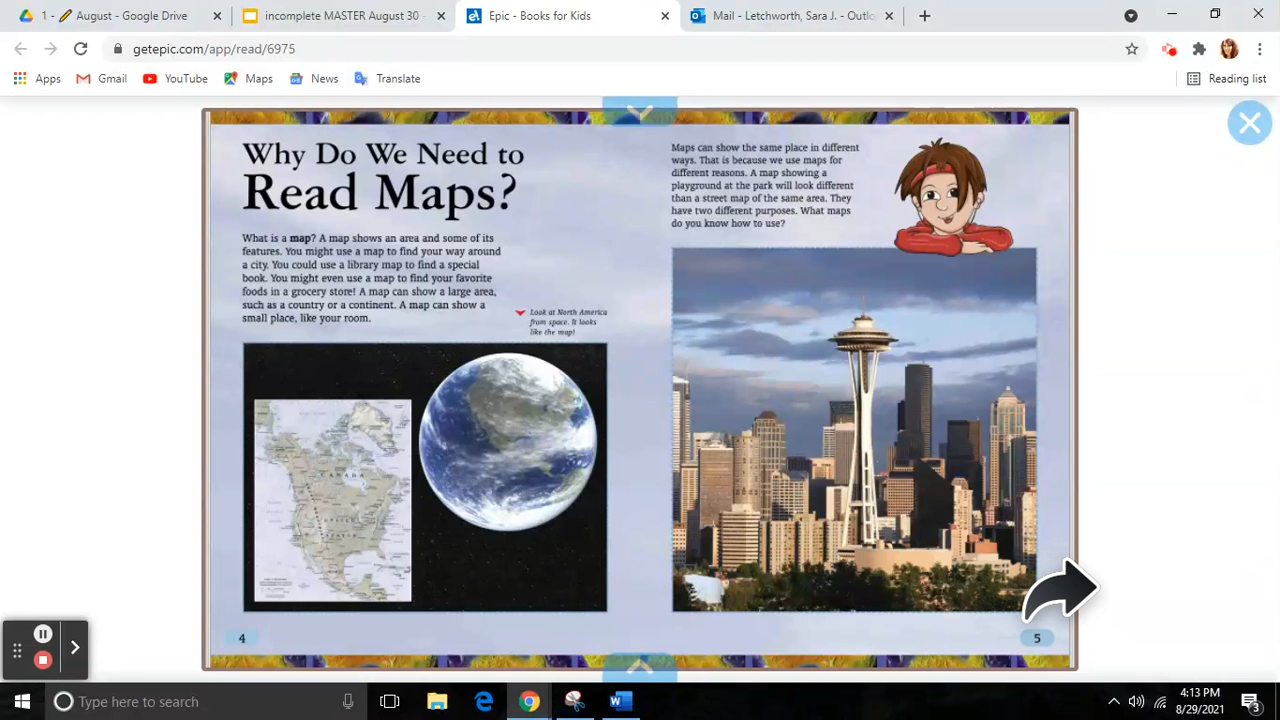 1 - August - Google Drive
incomplete MASTER August 30 -
Epic - Books for Kids
Mail - Letchworth, Sara J. - Outlo
getepic.com/app/read/6975
Apps
Gmail
YouTube
Maps
News
Translate
Reading list
Why Do We Need to
Read Maps?
What is a map? A map shows an area and some of its
features. You might use a map to find your way around
a city. You could use a library map to find a special
book. You might even use a map to find your favorite
foods in a grocery store! A map can show a large area,
such as a country or a continent. A map can show a
small place, like your room.
Look at North America
from space. It looks
like the map!
CANADA
UNITED
STATES
4
Maps can show the same place in different
ways. That is because we use maps for
different reasons. A map showing a
playground at the park will look different
than a street map of the same area. They
have two different purposes. What maps
do you know how to use?
5
Type here to search
4:13 PM
8/29/2021
3